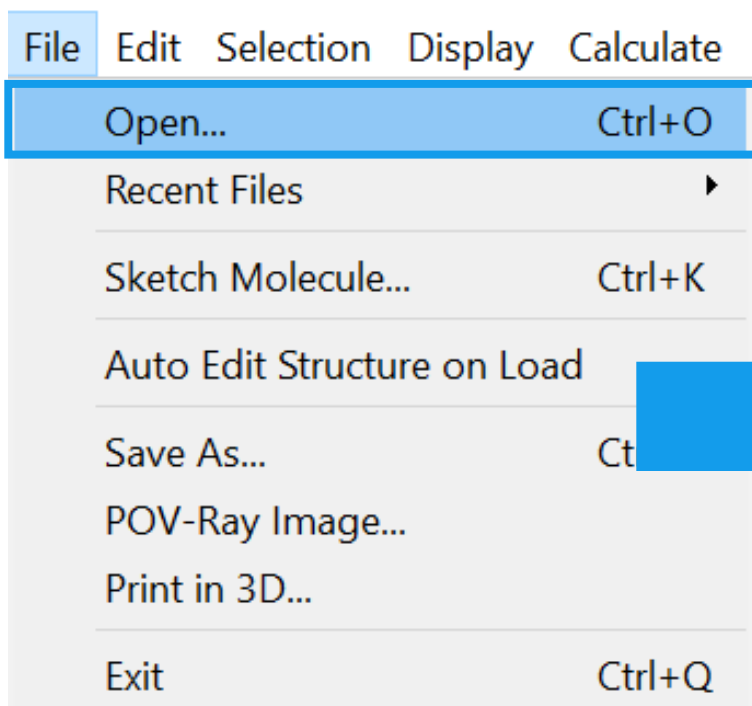 File Edit Selection Display Calculate
Open... Ctrl+O
Recent Files
Sketch Molecule... Ctrl+K
Auto Edit Structure on Load
Save As...
POV-Ray Image...
Print in 3D...
Exit Ctrl+Q